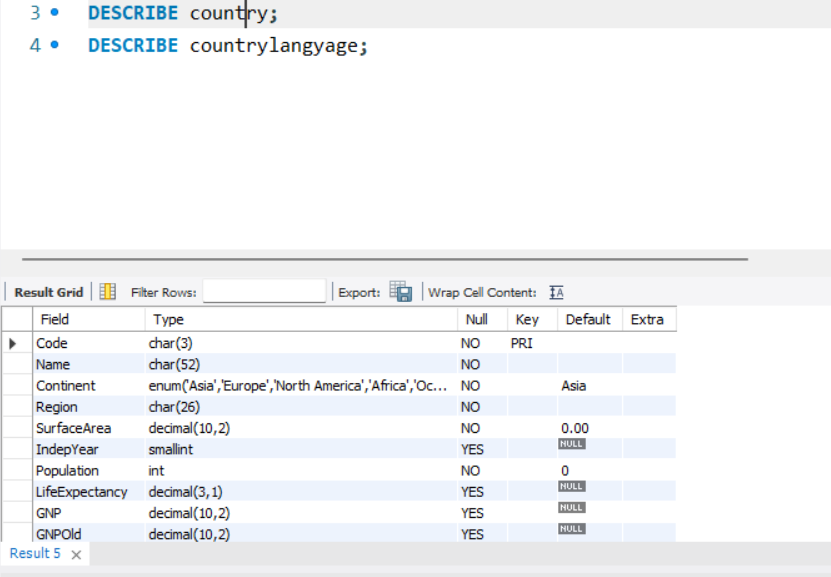 3 DESCRIBE country;
4 DESCRIBE countrylangyage;
Result Grid Filter Rows: Export: Wrap Cell Content: IA
Field Type Null Key Default Extra
Code char(3) NO PRI
Name char(52) NO
Continent enum('Asia','Europe','North America','Africa','Oc... NO Asia
Region char(26) NO
SurfaceArea decimal(10,2) NO 0.00
IndepYear smallint YES NULL
Population int NO 0
LifeExpectancy decimal(3,1) YES NULL
GNP decimal(10,2) YES NULL
GNPOld decimal(10,2) YES NULL
Result 5